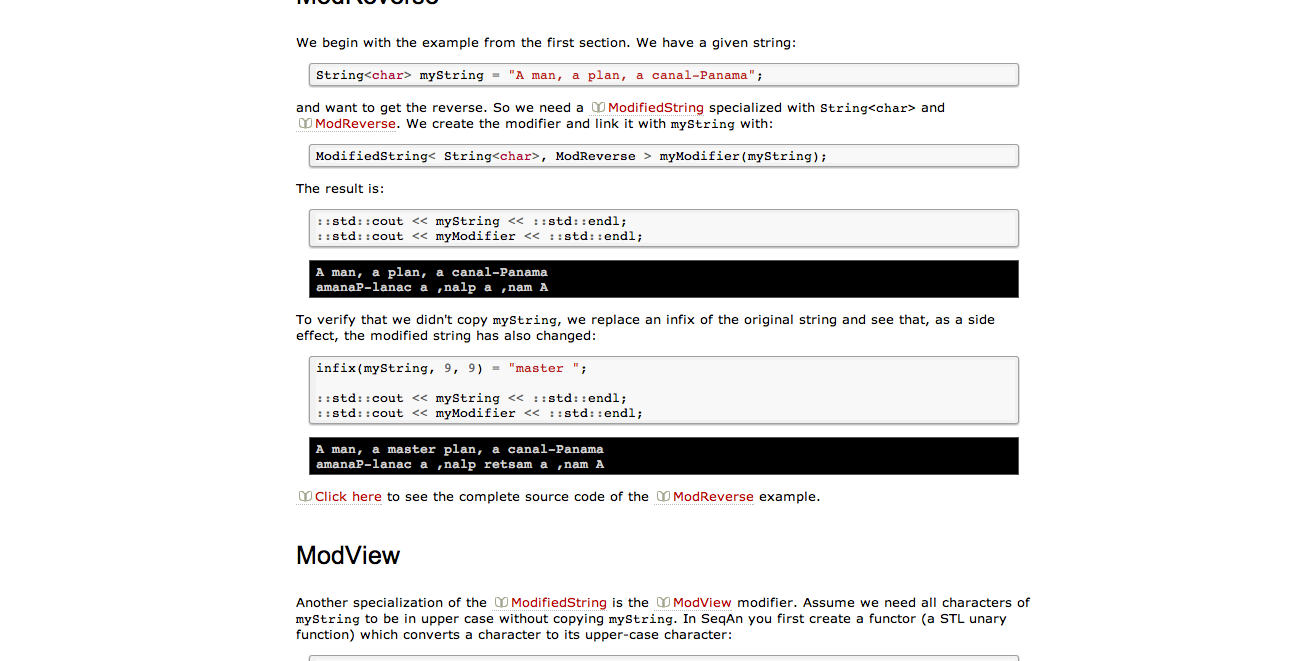 ModReverse
We begin with the example from the first section. We have a given string:
String<char> myString = "A man, a plan, a canal-Panama";
and want to get the reverse. So we need a ModifiedString specialized with String<char> and
ModReverse. We create the modifier and link it with myString with:
ModifiedString< String<char>, ModReverse > myModifier(myString);
The result is:
::std::cout << myString << ::std::endl;
::std::cout << myModifier << ::std::endl;
A man, a plan, a canal-Panama
amanaP-lanac a ,nalp a ,nam A
To verify that we didn't copy myString, we replace an infix of the original string and see that, as a side
effect, the modified string has also changed:
infix(myString, 9, 9) = "master ";
::std::cout << myString << ::std::endl;
::std::cout << myModifier << ::std::endl;
A man, a master plan, a canal-Panama
amanaP-lanac a ,nalp retsam a ,nam A
Click here to see the complete source code of the ModReverse example.
ModView
Another specialization of the ModifiedString is the ModView modifier. Assume we need all characters of
myString to be in upper case without copying myString. In SeqAn you first create a functor (a STL unary
function) which converts a character to its upper-case character: